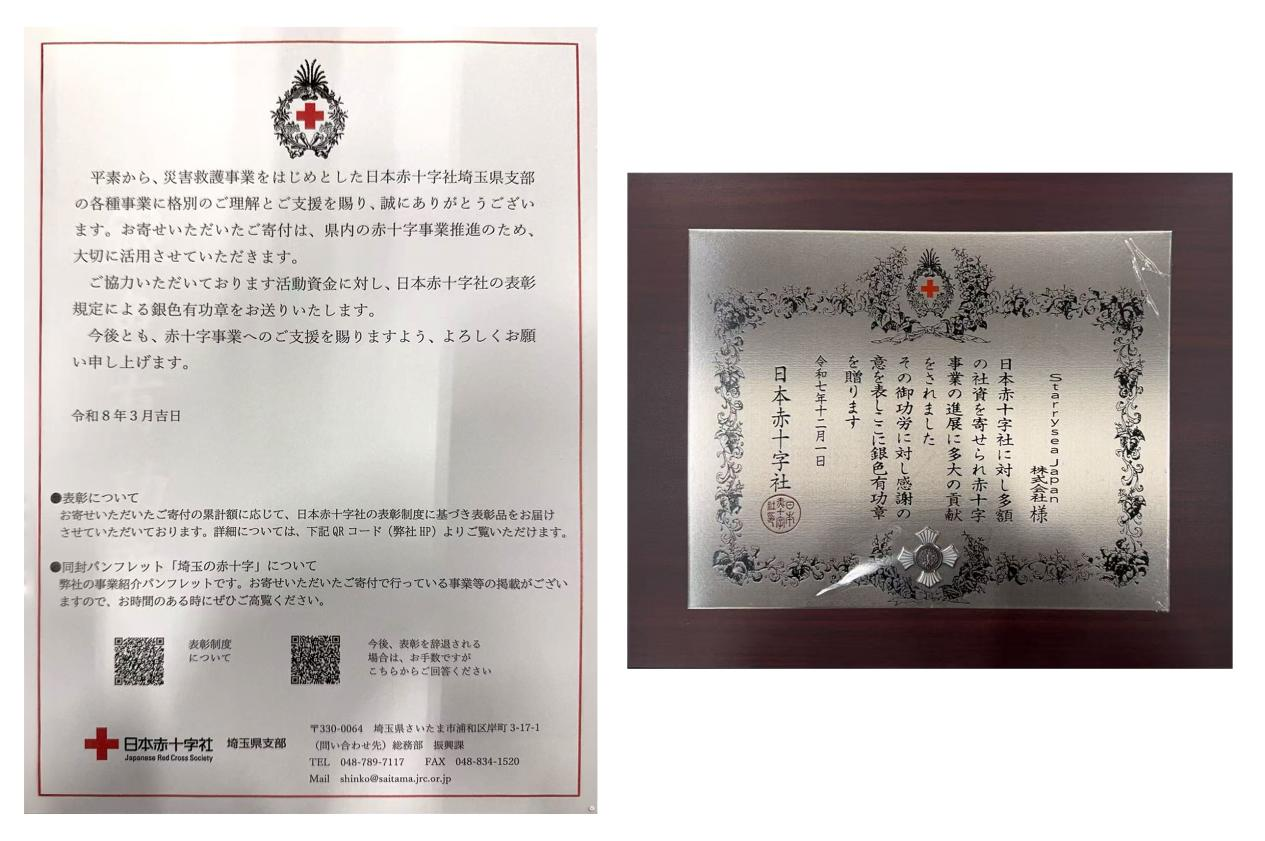 平素から、災害救護事業をはじめとした日本赤十字社埼玉県支部
の各種事業に格別のご理解とご支援を賜り、誠にありがとうござい
ます。お寄せいただいたご寄付は、県内の赤十字事業推進のため、
大切に活用させていただきます。
ご協力いただいております活動資金に対し、日本赤十字社の表彰
規定による銀色有功章をお送りいたします。
今後とも、赤十字事業へのご支援を賜りますよう、よろしくお願
い申し上げます。
令和8年3月吉日
●表彰について
お寄せいただいたご寄付の累計額に応じて、日本赤十字社の表彰制度に基づき表彰品をお届け
させていただいております。詳細については、下記QRコード（弊社HP）よりご覧いただけます。
●同封パンフレット「埼玉の赤十字」について
弊社の事業紹介パンフレットです。お寄せいただいたご寄付で行っている事業等の掲載がござい
ますので、お時間のある時にぜひご高覧ください。
表彰制度
について
今後、表彰を辞退される
場合は、お手数ですが
こちらからご回答ください
日本赤十字社 埼玉県支部
Japanese Red Cross Society
〒330-0064 埼玉県さいたま市浦和区岸町3-17-1
（問い合わせ先）総務部 振興課
TEL 048-789-7117 FAX 048-834-1520
Mail shinko@saitama.jrc.or.jp
Starrysea Japan
株式会社 様
日本赤十字社に対し多額
の社資を寄せられ赤十字
事業の進展に多大の貢献
をされました
その御功労に対し感謝の
意を表しここに銀色有功章
を贈ります
令和七年十二月一日
日本赤十字社